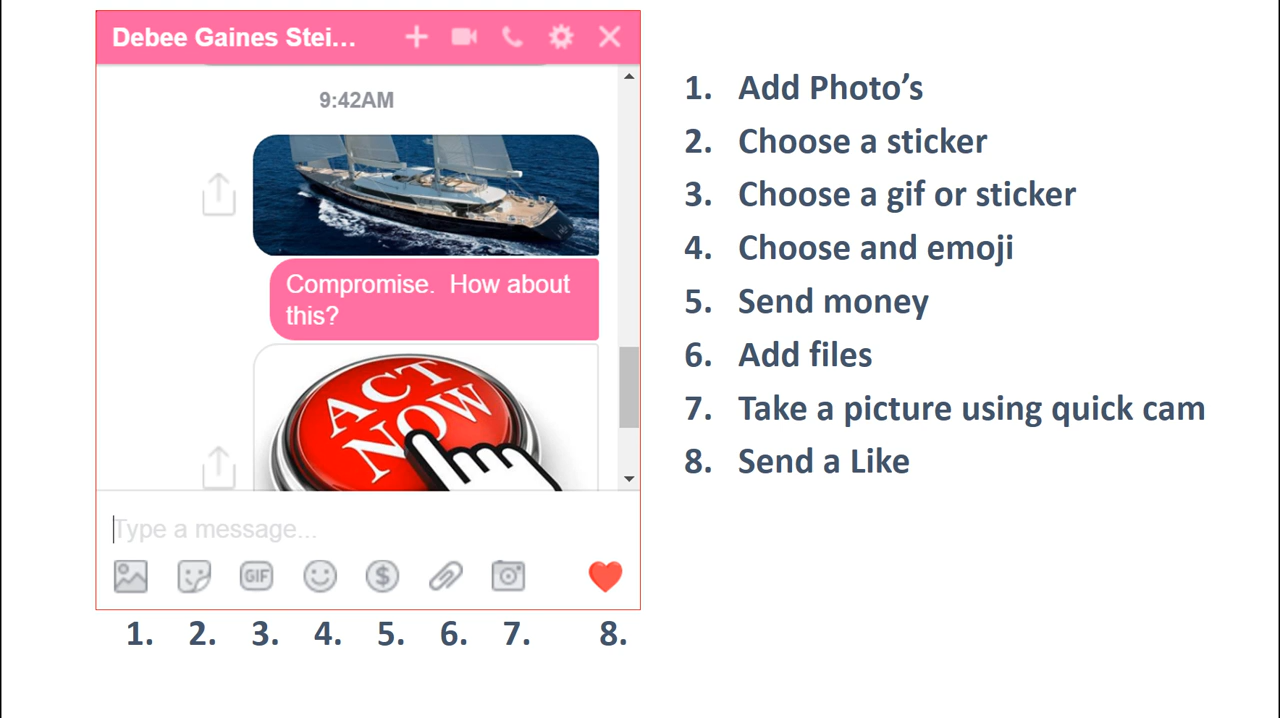 Debee Gaines Stei...
9:42AM
Compromise.  How about
this?
ACT
NOW
Type a message...
GIF
$
1. 2. 3. 4. 5. 6. 7. 8.
1. Add Photo’s
2. Choose a sticker
3. Choose a gif or sticker
4. Choose and emoji
5. Send money
6. Add files
7. Take a picture using quick cam
8. Send a Like